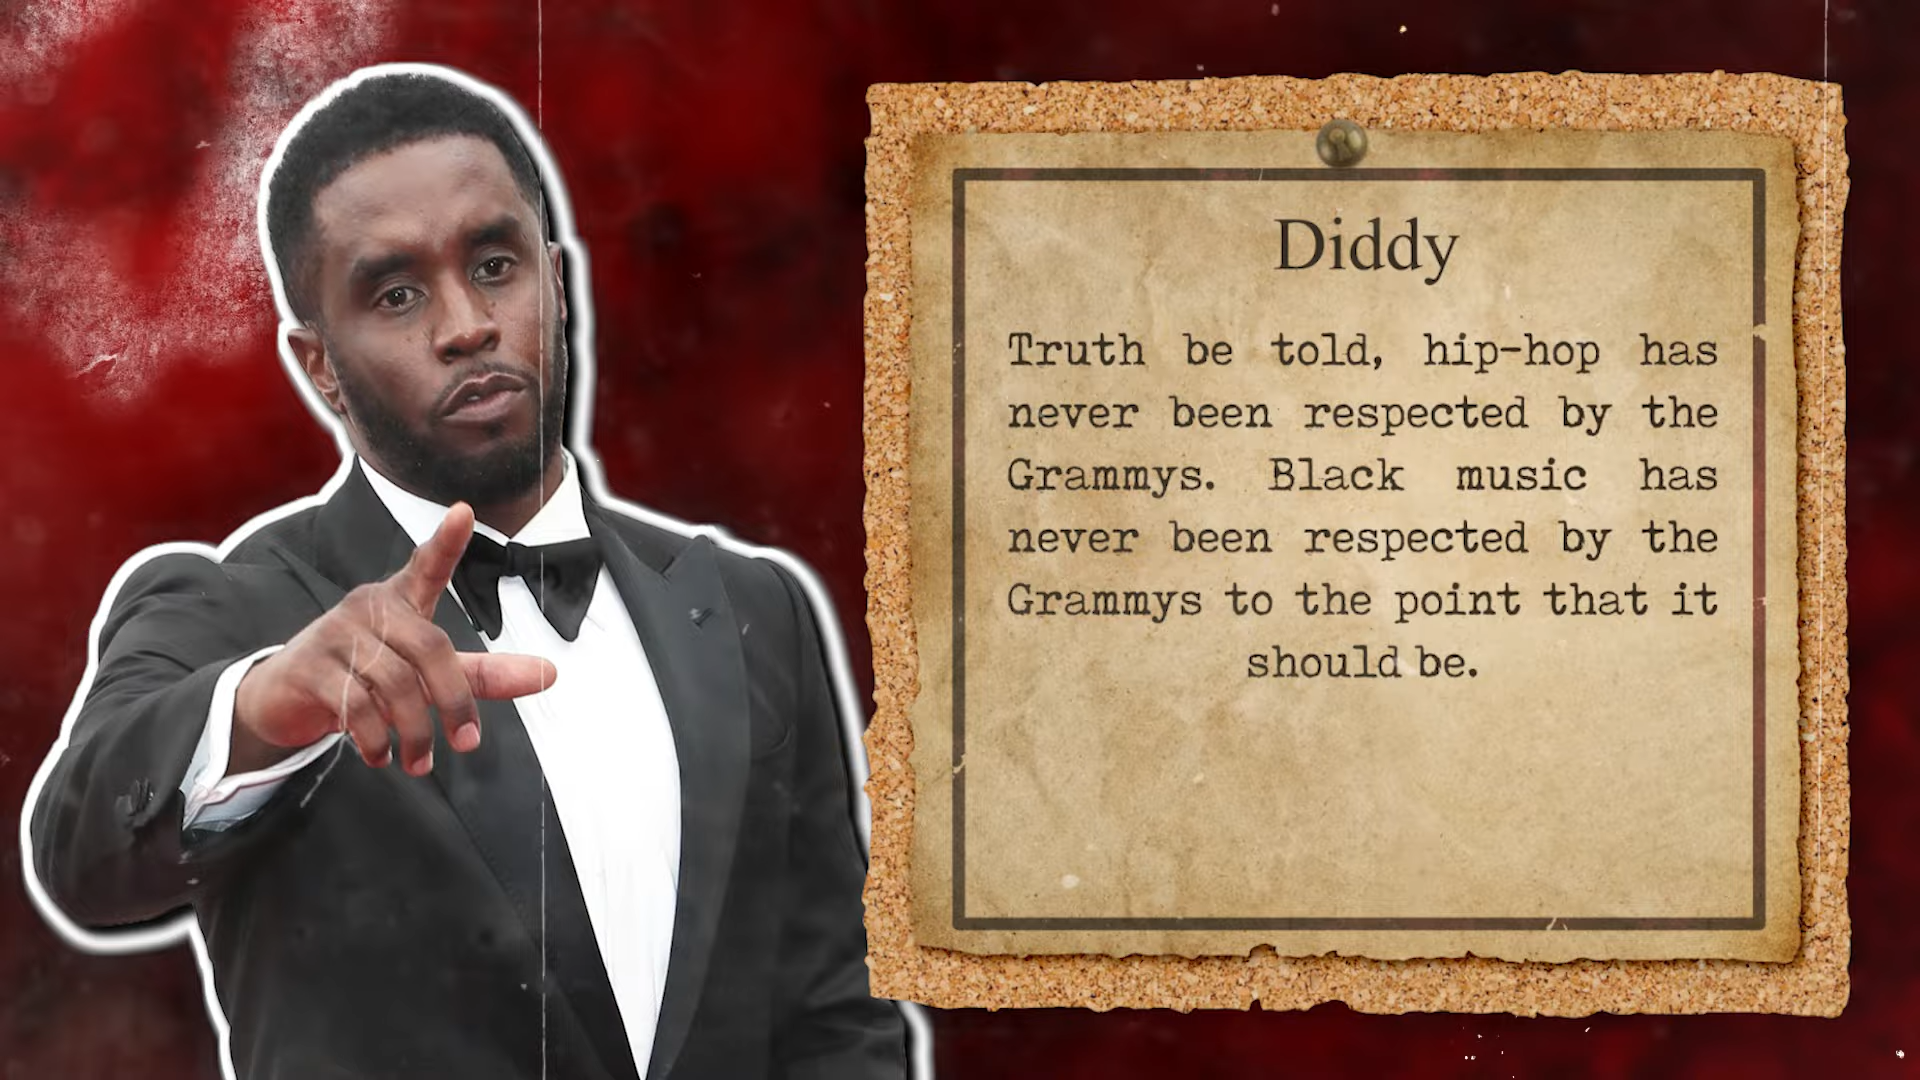 Diddy
Truth be told, hip-hop has
never been respected by the
Grammys. Black music has
never been respected by the
Grammys to the point that it
should be.